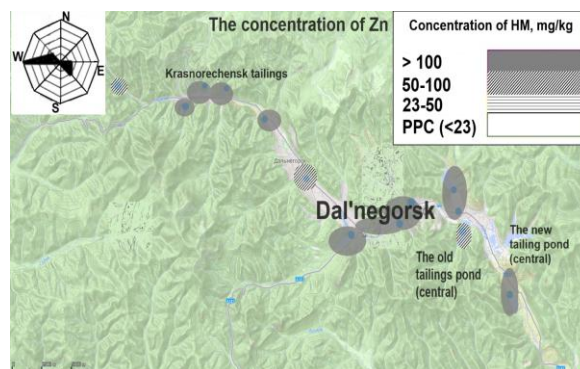 The concentration of Zn
Concentration of HM, mg/kg
> 100
50-100
23-50
PPC (<23)
N
W
E
S
Krasnorechensk tailings
Dal'negorsk
The new
tailing pond
(central)
The old
tailings pond
(central)